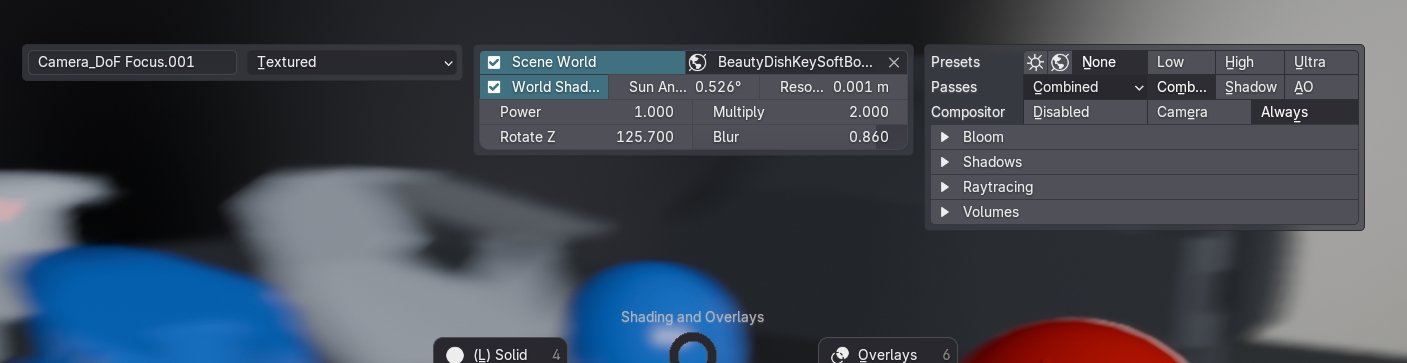 Camera_DoF Focus.001 Textured
Scene World BeautyDishKeySoftBo...
World Shad... Sun An... 0.526° Reso... 0.001 m
Power 1.000 Multiply 2.000
Rotate Z 125.700 Blur 0.860
Presets None Low High Ultra
Passes Combined Comb... Shadow AO
Compositor Disabled Camera Always
Bloom
Shadows
Raytracing
Volumes
Shading and Overlays
(L) Solid 4
Overlays 6